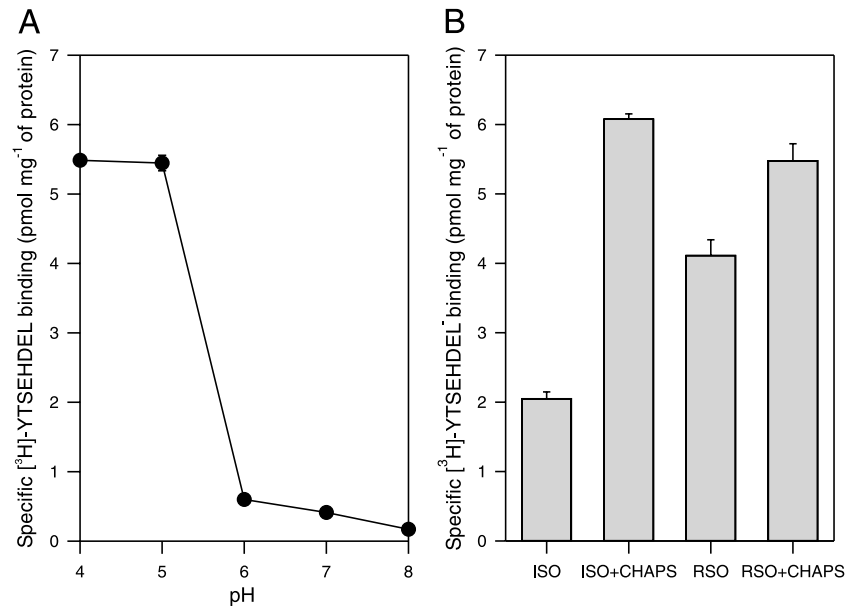 A
Specific [³H]-YTSEHDEL binding (pmol mg⁻¹ of protein)
7
6
5
4
3
2
1
0
4 5 6 7 8
pH
B
Specific [³H]-YTSEHDEL binding (pmol mg⁻¹ of protein)
7
6
5
4
3
2
1
0
ISO ISO+CHAPS RSO RSO+CHAPS